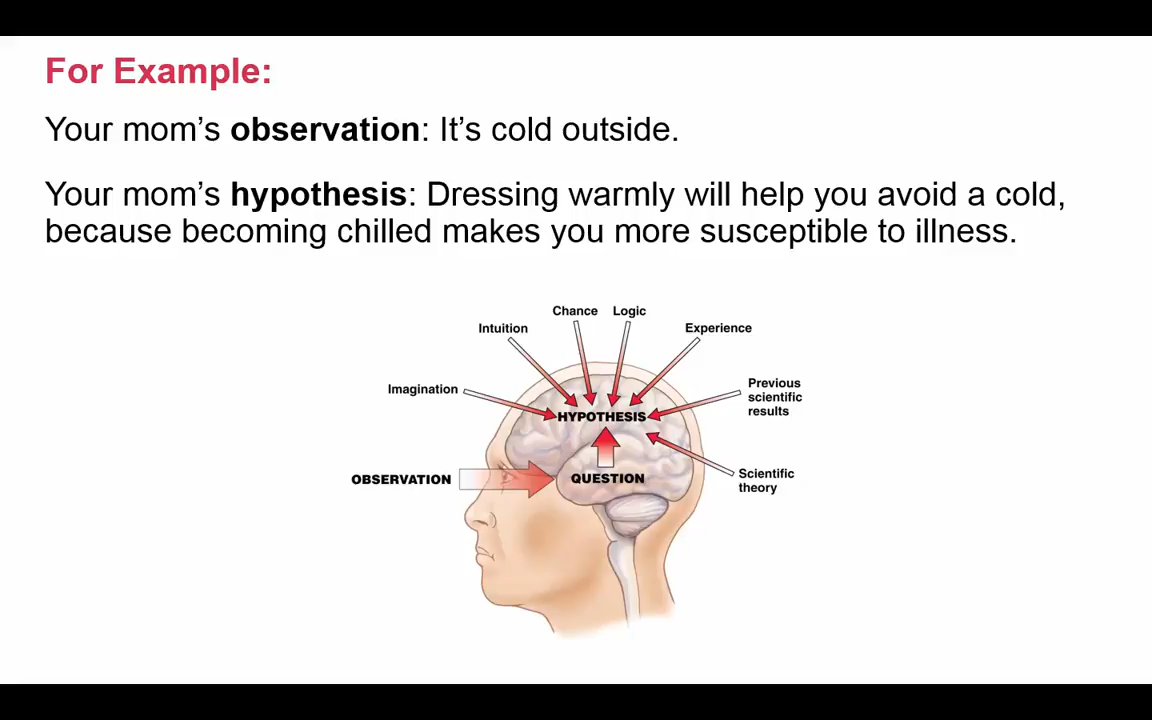 For Example:
Your mom’s observation: It’s cold outside.
Your mom’s hypothesis: Dressing warmly will help you avoid a cold,
because becoming chilled makes you more susceptible to illness.
Chance
Logic
Intuition
Experience
Imagination
Previous
scientific
results
HYPOTHESIS
OBSERVATION
QUESTION
Scientific
theory